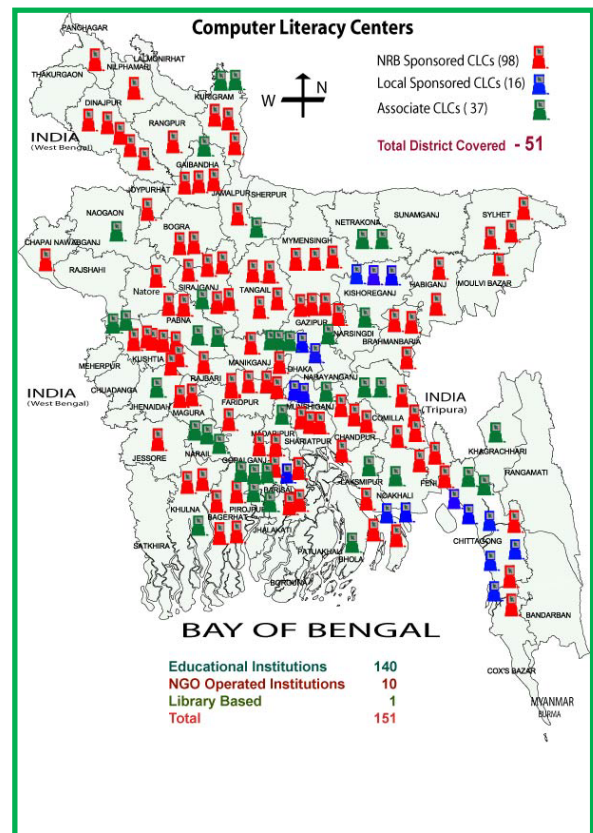 Computer Literacy Centers
PANCHAGAR
NRB Sponsored CLCs (98)
Local Sponsored CLCs (16)
Associate CLCs ( 37)
Total District Covered - 51
W N
LALMONIRHAT
NILPHAMARI
THAKURGAON
DINAJPUR
KURIGRAM
RANGPUR
INDIA
(West Bengal)
GAIBANDHA
JOYPURHAT
JAMALPUR
SHERPUR
NAOGAON
NETRAKONA
SUNAMGANJ
SYLHET
BOGRA
MYMENSINGH
CHAPAI NAWABGANJ
RAJSHAHI
Natore
SIRAJGANJ
TANGAIL
KISHOREGANJ
HABIGANJ
MOULVI BAZAR
PABNA
GAZIPUR
NARSINGDI
BRAHMANBARIA
KUSHTIA
MEHERPUR
MANIKGANJ
DHAKA
CHUADANGA
RAJBARI
NARAYANGANJ
INDIA
(West Bengal)
INDIA
(Tripura)
JHENAIDAH
MAGURA
FARIDPUR
MUNSHIGANJ
COMILLA
MADARIPUR
SHARIATPUR
CHANDPUR
KHAGRACHHARI
JESSORE
NARAIL
GOPALGANJ
RANGAMATI
LAKSMIPUR
FENI
NOAKHALI
BARISAL
KHULNA
BAGERHAT
PIROJPUR
JHALAKATI
CHITTAGONG
SATKHIRA
PATUAKHALI
BHOLA
BORGUNA
BANDARBAN
BAY OF BENGAL
COX'S BAZAR
MYANMAR
BURMA
Educational Institutions 140
NGO Operated Institutions 10
Library Based 1
Total 151